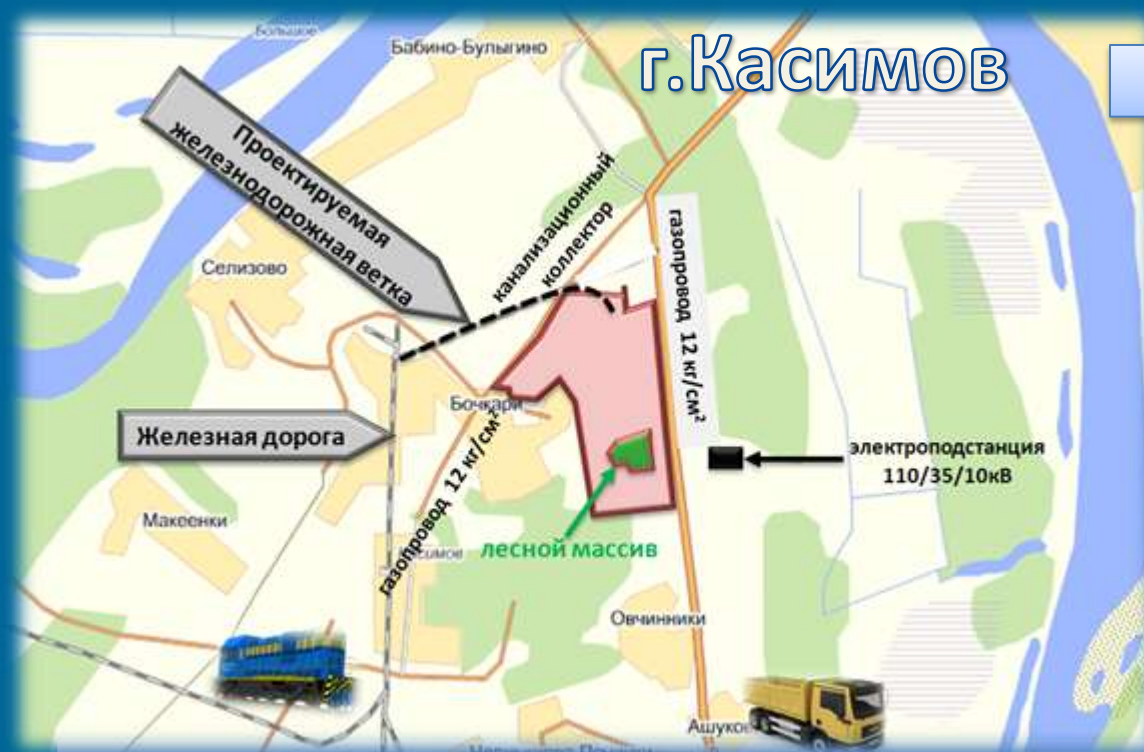 Большое
Бабино-Булыгино
г.Касимов
Проектируемая
железнодорожная ветка
канализационный
коллектор
газопровод 12 кг/см²
Селизово
Бочкари
Железная дорога
газопровод 12 кг/см²
электроподстанция
110/35/10кВ
Макеенки
лесной массив
Овчинники